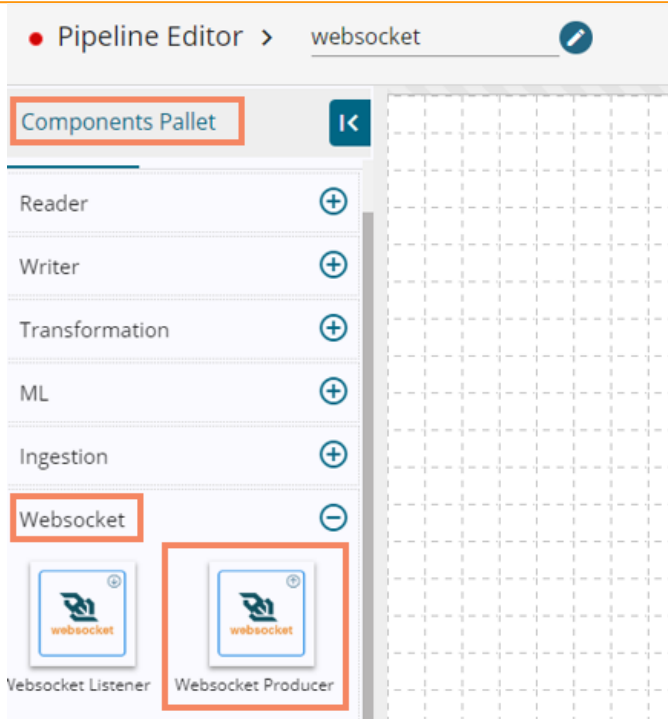 Pipeline Editor > websocket
Components Pallet
Reader
Writer
Transformation
ML
Ingestion
Websocket
websocket websocket
Websocket Listener Websocket Producer